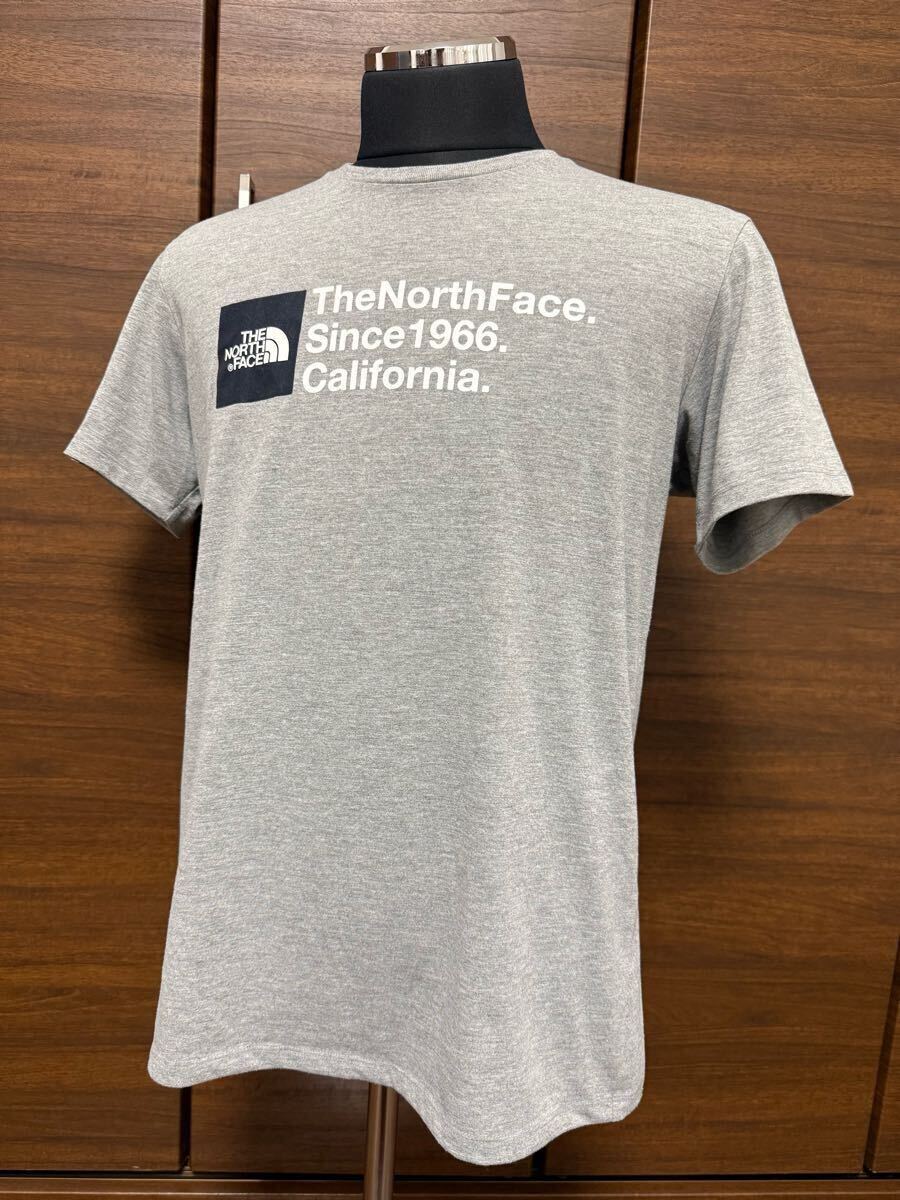 THE
NORTH
®FACE
TheNorthFace.
Since1966.
California.